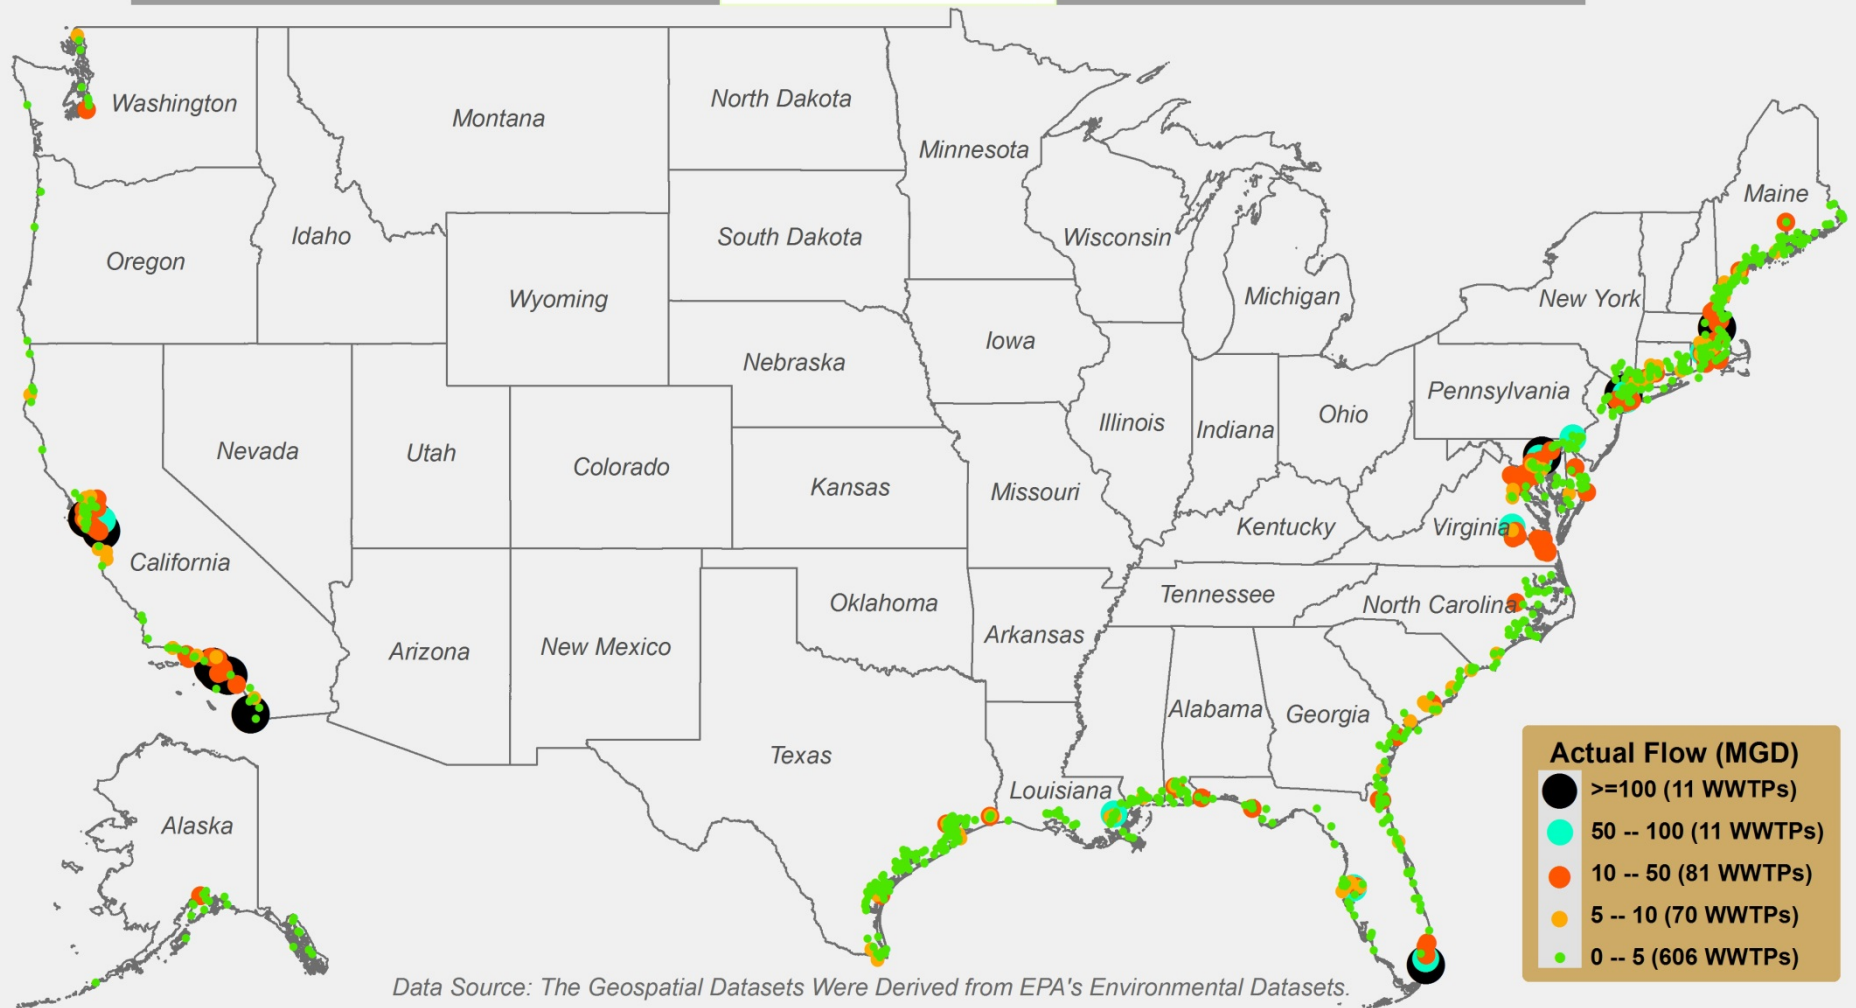 Washington
Montana
North Dakota
Minnesota
Maine
Oregon
Idaho
South Dakota
Wisconsin
Wyoming
Michigan
New York
Iowa
Nebraska
Pennsylvania
Nevada
Utah
Colorado
Illinois
Indiana
Ohio
Kansas
Missouri
California
Kentucky
Virginia
Oklahoma
Tennessee
North Carolina
Arizona
New Mexico
Arkansas
Texas
Alabama
Georgia
Louisiana
Alaska
Actual Flow (MGD)
>=100 (11 WWTPs)
50 -- 100 (11 WWTPs)
10 -- 50 (81 WWTPs)
5 -- 10 (70 WWTPs)
0 -- 5 (606 WWTPs)
Data Source: The Geospatial Datasets Were Derived from EPA's Environmental Datasets.